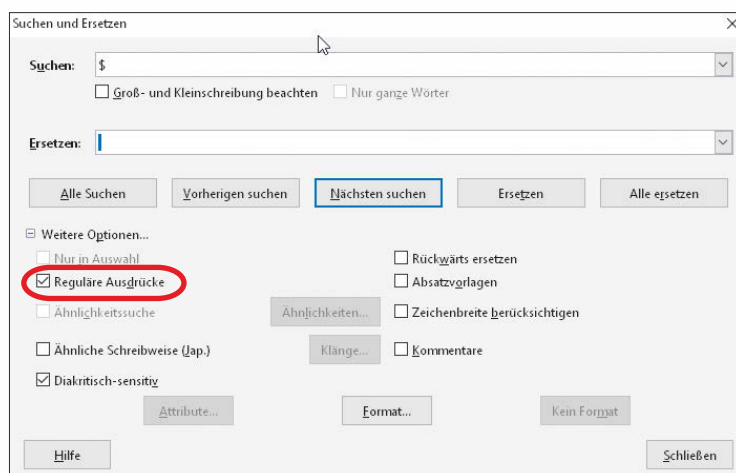 Suchen und Ersetzen
Suchen: $
Groß- und Kleinschreibung beachten Nur ganze Wörter
Ersetzen:
Alle Suchen Vorherigen suchen Nächsten suchen Ersetzen Alle ersetzen
Weitere Optionen...
Nur in Auswahl Rückwärts ersetzen
Reguläre Ausdrücke Absatzvorlagen
Ähnlichkeitssuche Ähnlichkeiten... Zeichenbreite berücksichtigen
Ähnliche Schreibweise (Jap.) Klänge... Kommentare
Diakritisch-sensitiv
Attribute... Format... Kein Format
Hilfe Schließen